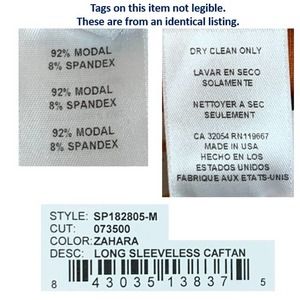 Tags on this item not legible.
These are from an identical listing.
92% MODAL
8% SPANDEX
92% MODAL
8% SPANDEX
92% MODAL
8% SPANDEX
DRY CLEAN ONLY
LAVAR EN SECO
SOLAMENTE
NETTOYER A SEC
SEULEMENT
CA 32054 RN119667
MADE IN USA
HECHO EN LOS
ESTADOS UNIDOS
FABRIQUE AUX ETATS-UNIS
STYLE: SP182805-M
CUT: 073500
COLOR: ZAHARA
DESC: LONG SLEEVELESS CAFTAN
8 43035 13837 5